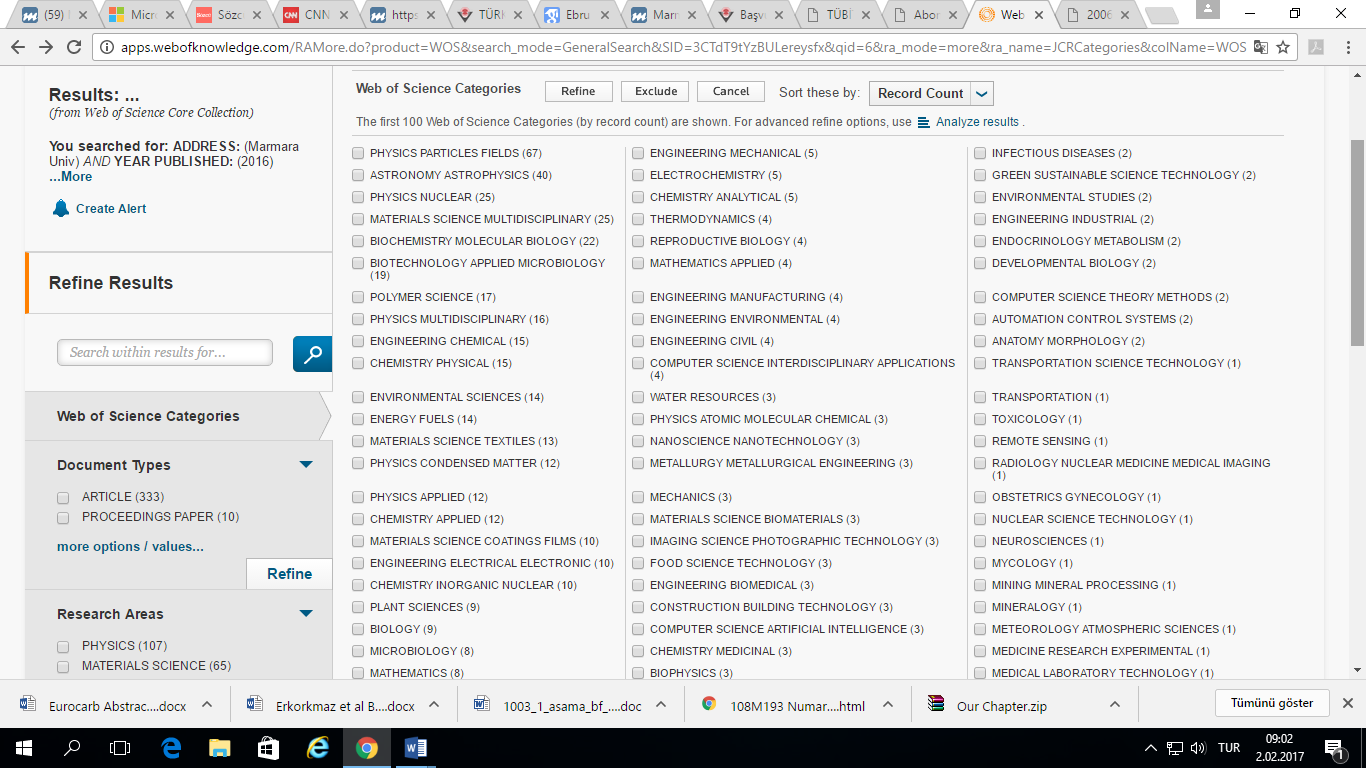 (59)
Micro
Sözc
CNN
https
TÜRK
Ebru
Marm
Başv
TÜBİT
Abor
Web
2006
apps.webofknowledge.com/RAMore.do?product=WOS&search_mode=GeneralSearch&SID=3CTdT9tYzBULereysfx&qid=6&ra_mode=more&ra_name=JCRCategories&colName=WOS
Results: ...
(from Web of Science Core Collection)
You searched for: ADDRESS: (Marmara
Univ) AND YEAR PUBLISHED: (2016)
...More
Create Alert
Refine Results
Search within results for...
Web of Science Categories
Document Types
ARTICLE (333)
PROCEEDINGS PAPER (10)
more options / values...
Refine
Research Areas
PHYSICS (107)
MATERIALS SCIENCE (65)
Web of Science Categories
Refine
Exclude
Cancel
Sort these by:
Record Count
The first 100 Web of Science Categories (by record count) are shown. For advanced refine options, use Analyze results .
PHYSICS PARTICLES FIELDS (67)
ASTRONOMY ASTROPHYSICS (40)
PHYSICS NUCLEAR (25)
MATERIALS SCIENCE MULTIDISCIPLINARY (25)
BIOCHEMISTRY MOLECULAR BIOLOGY (22)
BIOTECHNOLOGY APPLIED MICROBIOLOGY
(19)
POLYMER SCIENCE (17)
PHYSICS MULTIDISCIPLINARY (16)
ENGINEERING CHEMICAL (15)
CHEMISTRY PHYSICAL (15)
ENVIRONMENTAL SCIENCES (14)
ENERGY FUELS (14)
MATERIALS SCIENCE TEXTILES (13)
PHYSICS CONDENSED MATTER (12)
PHYSICS APPLIED (12)
CHEMISTRY APPLIED (12)
MATERIALS SCIENCE COATINGS FILMS (10)
ENGINEERING ELECTRICAL ELECTRONIC (10)
CHEMISTRY INORGANIC NUCLEAR (10)
PLANT SCIENCES (9)
BIOLOGY (9)
MICROBIOLOGY (8)
MATHEMATICS (8)
ENGINEERING MECHANICAL (5)
ELECTROCHEMISTRY (5)
CHEMISTRY ANALYTICAL (5)
THERMODYNAMICS (4)
REPRODUCTIVE BIOLOGY (4)
MATHEMATICS APPLIED (4)
ENGINEERING MANUFACTURING (4)
ENGINEERING ENVIRONMENTAL (4)
ENGINEERING CIVIL (4)
COMPUTER SCIENCE INTERDISCIPLINARY APPLICATIONS
(4)
WATER RESOURCES (3)
PHYSICS ATOMIC MOLECULAR CHEMICAL (3)
NANOSCIENCE NANOTECHNOLOGY (3)
METALLURGY METALLURGICAL ENGINEERING (3)
MECHANICS (3)
MATERIALS SCIENCE BIOMATERIALS (3)
IMAGING SCIENCE PHOTOGRAPHIC TECHNOLOGY (3)
FOOD SCIENCE TECHNOLOGY (3)
ENGINEERING BIOMEDICAL (3)
CONSTRUCTION BUILDING TECHNOLOGY (3)
COMPUTER SCIENCE ARTIFICIAL INTELLIGENCE (3)
CHEMISTRY MEDICINAL (3)
BIOPHYSICS (3)
INFECTIOUS DISEASES (2)
GREEN SUSTAINABLE SCIENCE TECHNOLOGY (2)
ENVIRONMENTAL STUDIES (2)
ENGINEERING INDUSTRIAL (2)
ENDOCRINOLOGY METABOLISM (2)
DEVELOPMENTAL BIOLOGY (2)
COMPUTER SCIENCE THEORY METHODS (2)
AUTOMATION CONTROL SYSTEMS (2)
ANATOMY MORPHOLOGY (2)
TRANSPORTATION SCIENCE TECHNOLOGY (1)
TRANSPORTATION (1)
TOXICOLOGY (1)
REMOTE SENSING (1)
RADIOLOGY NUCLEAR MEDICINE MEDICAL IMAGING
(1)
OBSTETRICS GYNECOLOGY (1)
NUCLEAR SCIENCE TECHNOLOGY (1)
NEUROSCIENCES (1)
MYCOLOGY (1)
MINING MINERAL PROCESSING (1)
MINERALOGY (1)
METEOROLOGY ATMOSPHERIC SCIENCES (1)
MEDICINE RESEARCH EXPERIMENTAL (1)
MEDICAL LABORATORY TECHNOLOGY (1)
Eurocarb Abstrac....docx
Erkorkmaz et al B....docx
1003_1_asama_bf_....doc
108M193 Numar....html
Our Chapter.zip
Tümünü göster
TUR
09:02
2.02.2017
1